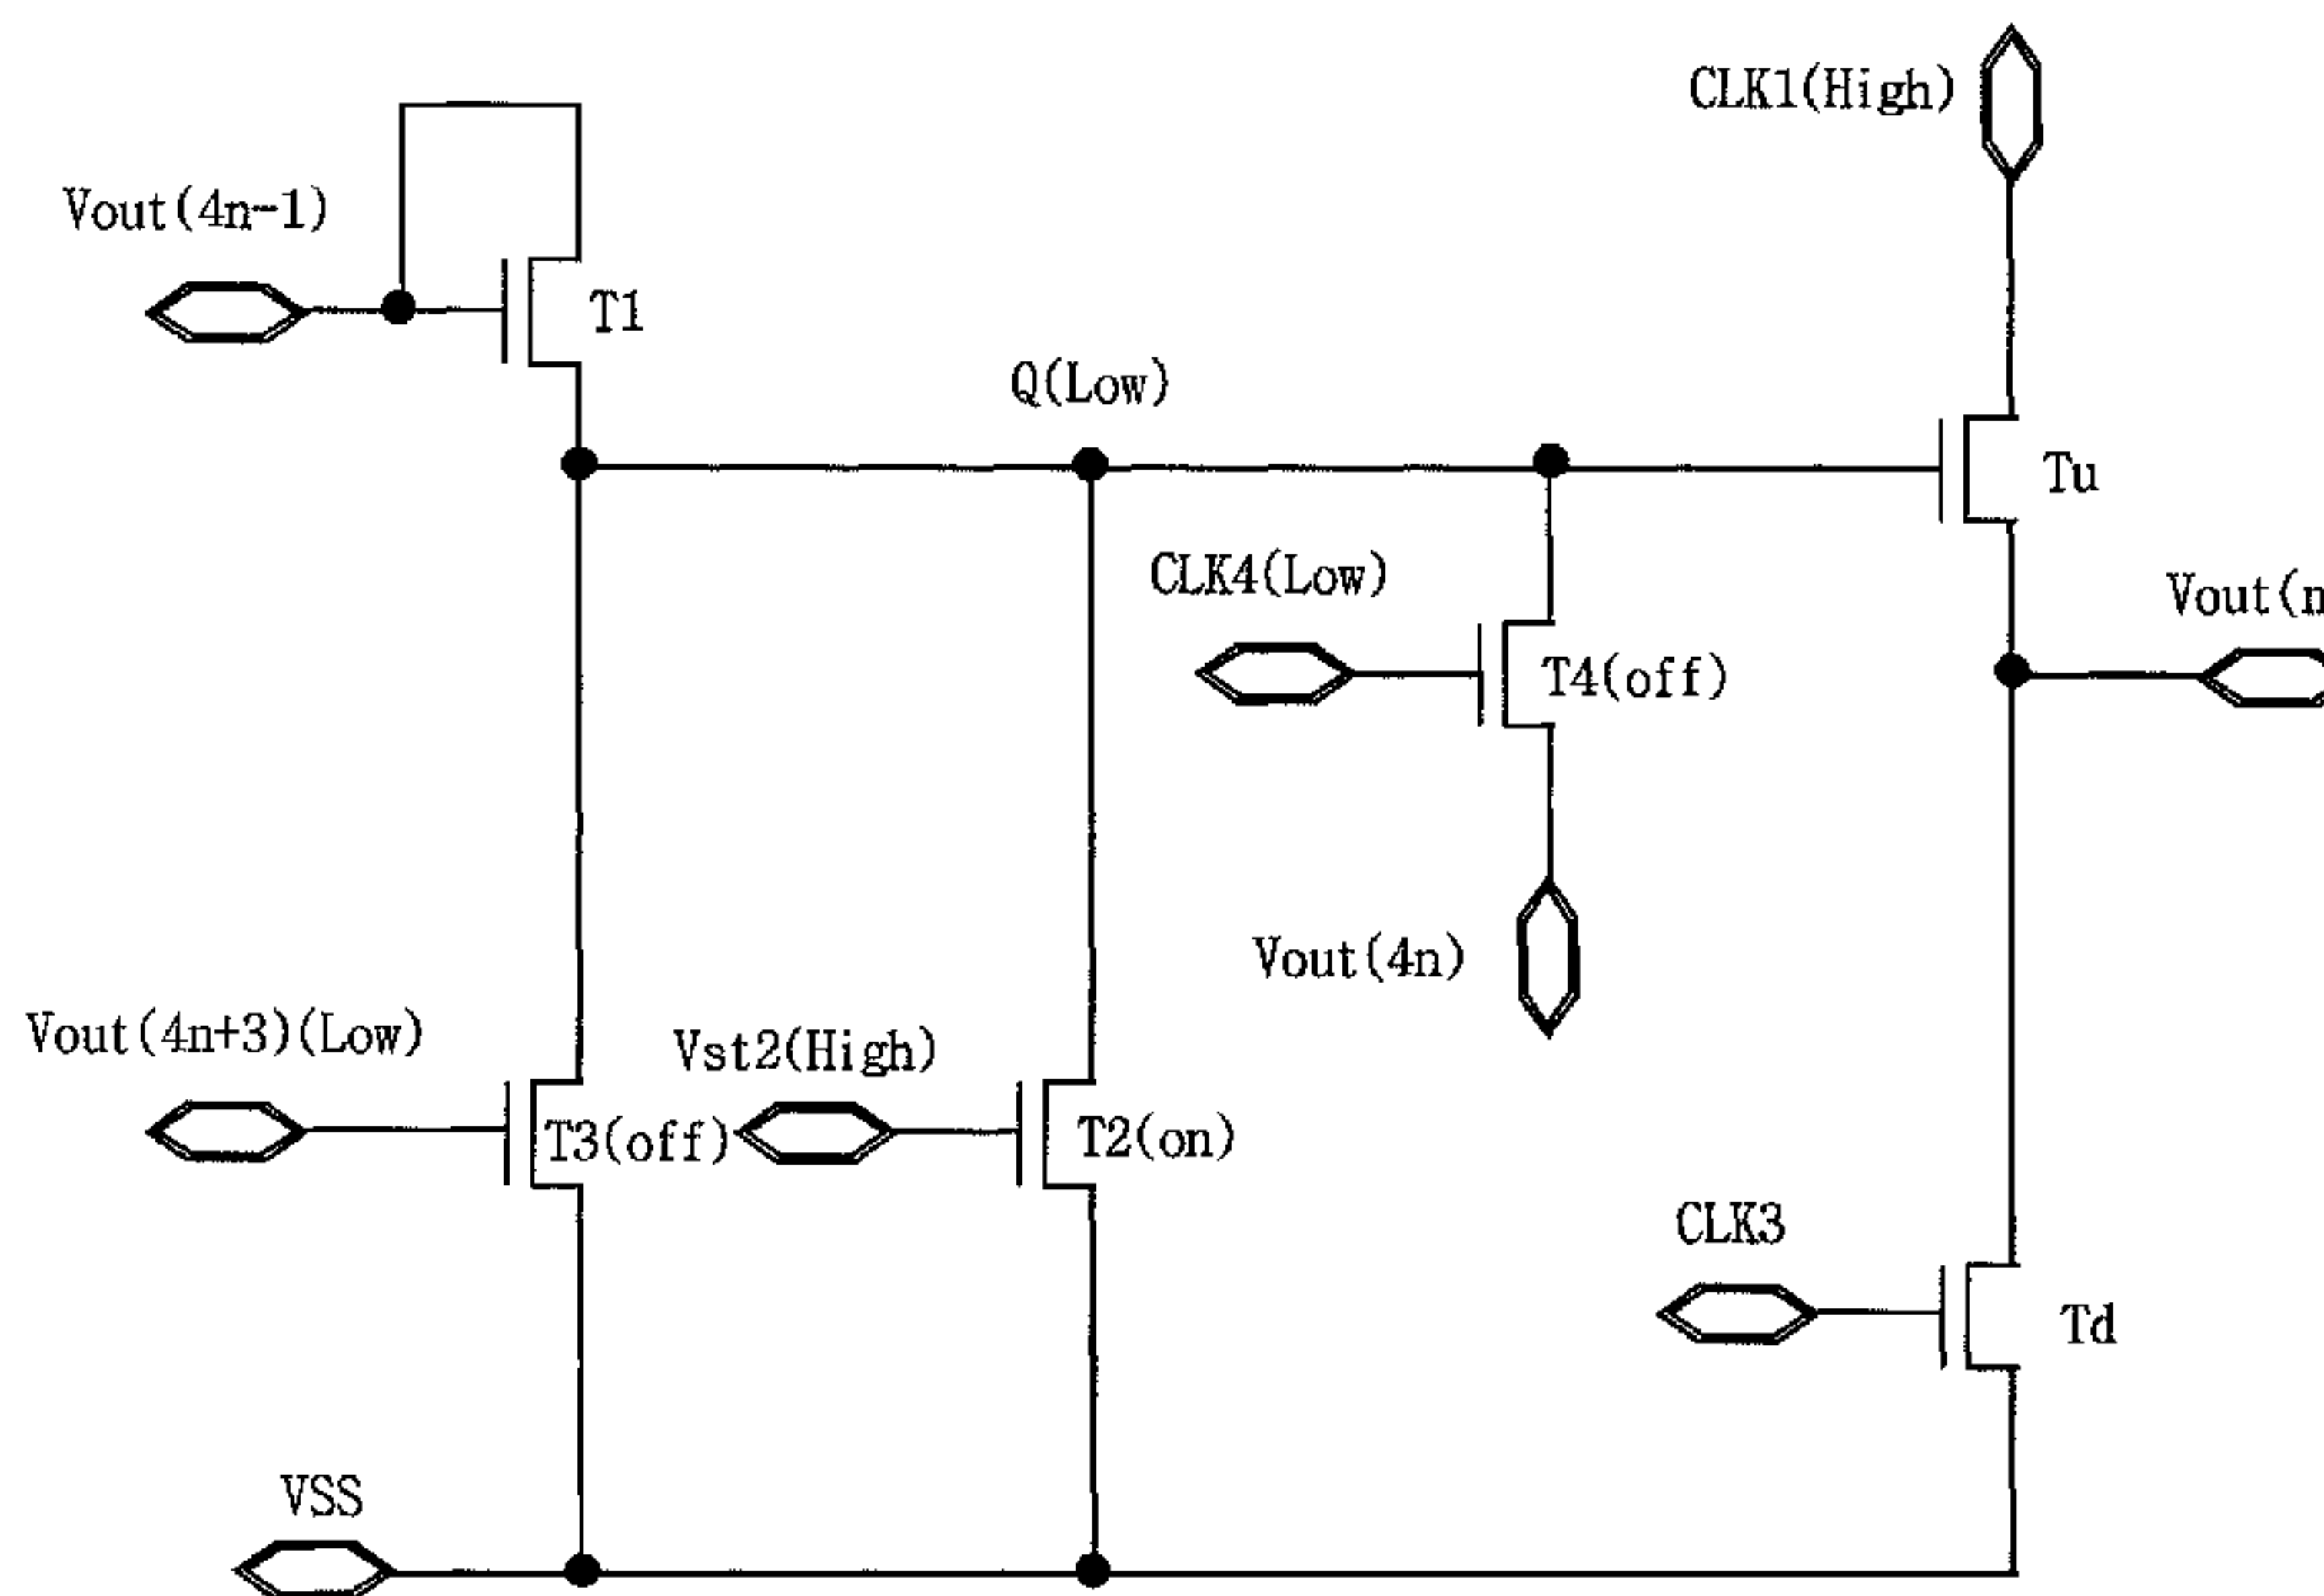 CLK1(High)
Vout(4n-1)
T1
Q(Low)
Tu
CLK4(Low)
Vout(n
T4(off)
Vout(4n)
Vout(4n+3)(Low)
Vst2(High)
T3(off)
T2(on)
CLK3
Td
VSS